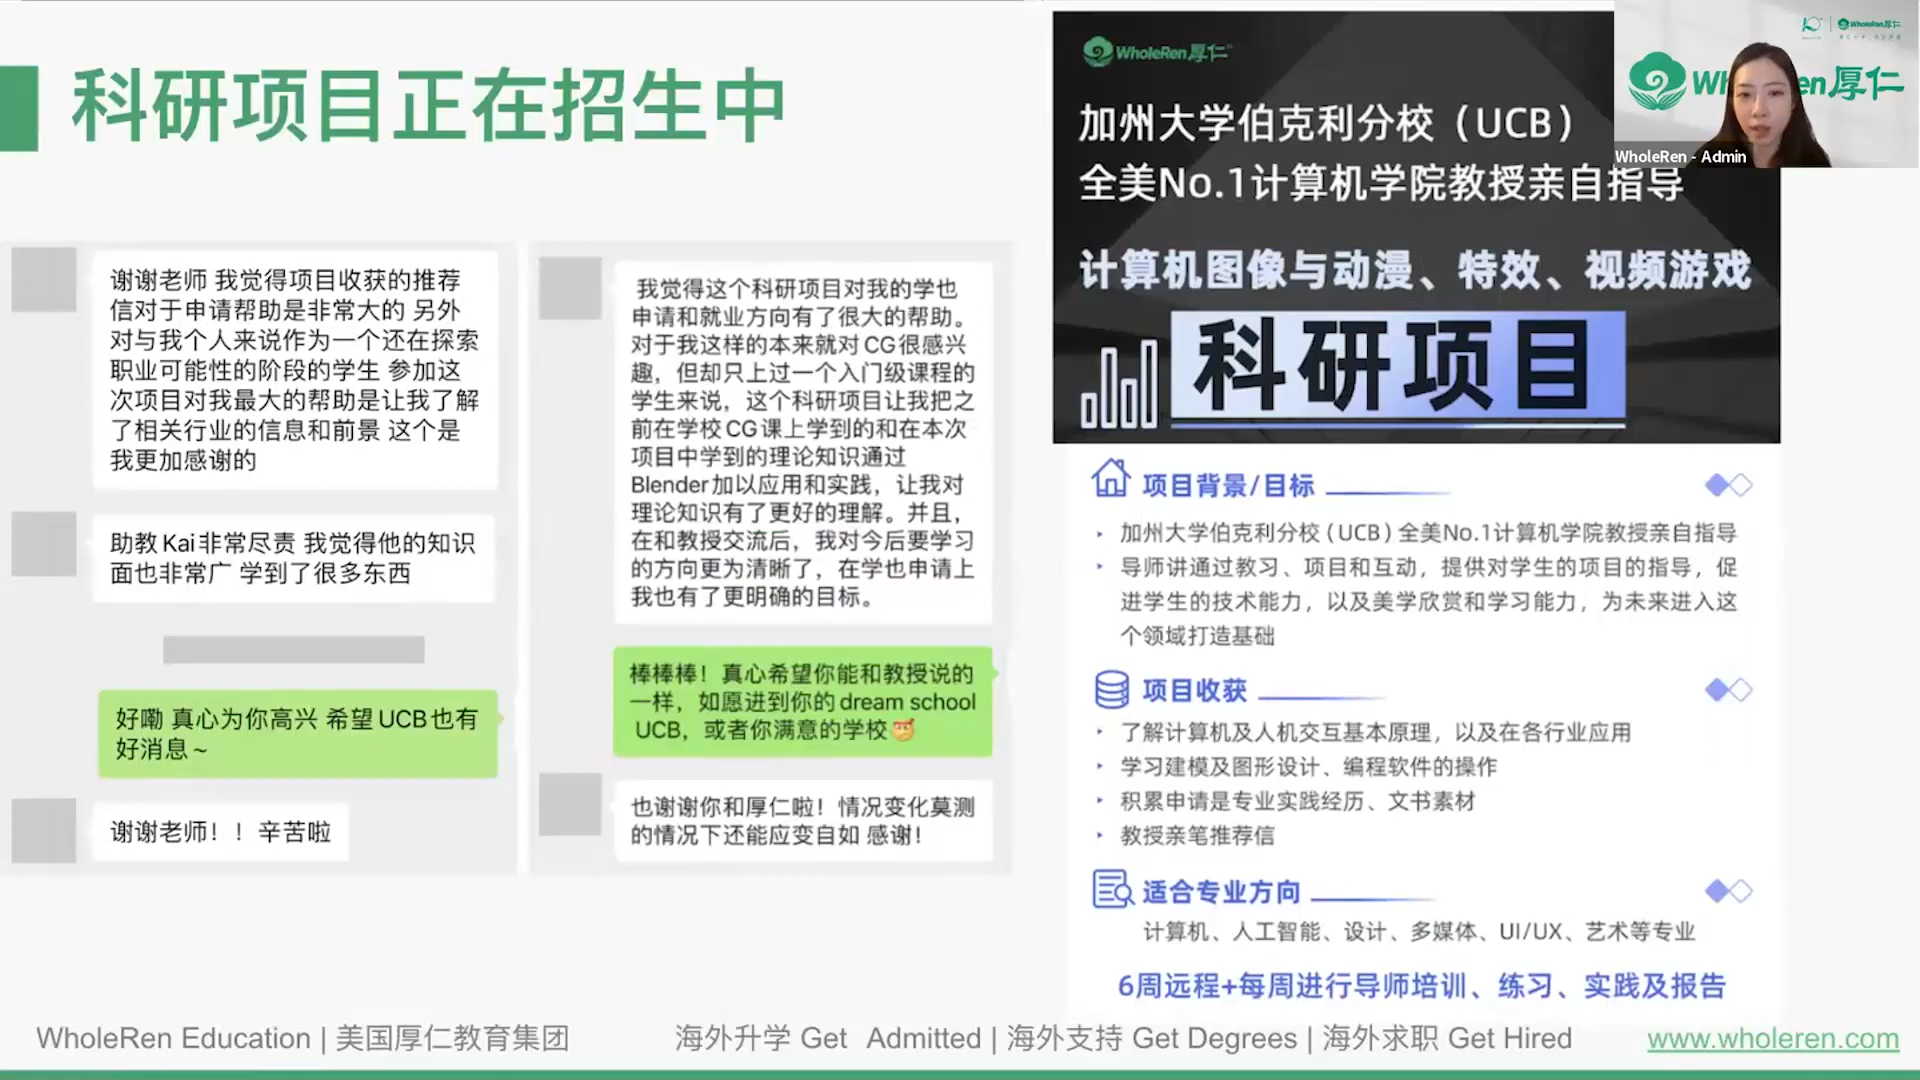 科研项目正在招生中
谢谢老师 我觉得项目收获的推荐
信对于申请帮助是非常大的 另外
对与我个人来说作为一个还在探索
职业可能性的阶段的学生 参加这
次项目对我最大的帮助是让我了解
了相关行业的信息和前景 这个是
我更加感谢的
助教Kai非常尽责 我觉得他的知识
面也非常广 学到了很多东西
好嘞 真心为你高兴 希望UCB也有
好消息~
谢谢老师！！辛苦啦
我觉得这个科研项目对我的学也
申请和就业方向有了很大的帮助。
对于我这样的本来就对CG很感兴
趣，但却只上过一个入门级课程的
学生来说，这个科研项目让我把之
前在学校CG课上学到的和在本次
项目中学到的理论知识通过
Blender加以应用和实践，让我对
理论知识有了更好的理解。并且，
在和教授交流后，我对今后要学习
的方向更为清晰了，在学也申请上
我也有了更明确的目标。
棒棒棒！真心希望你能和教授说的
一样，如愿进到你的dream school
UCB，或者你满意的学校
也谢谢你和厚仁啦！情况变化莫测
的情况下还能应变自如 感谢！
WholeRen厚仁
加州大学伯克利分校（UCB）
全美No.1计算机学院教授亲自指导
计算机图像与动漫、特效、视频游戏
科研项目
项目背景/目标
加州大学伯克利分校（UCB）全美No.1计算机学院教授亲自指导
导师讲通过教习、项目和互动，提供对学生的项目的指导，促
进学生的技术能力，以及美学欣赏和学习能力，为未来进入这
个领域打造基础
项目收获
了解计算机及人机交互基本原理，以及在各行业应用
学习建模及图形设计、编程软件的操作
积累申请是专业实践经历、文书素材
教授亲笔推荐信
适合专业方向
计算机、人工智能、设计、多媒体、UI/UX、艺术等专业
6周远程+每周进行导师培训、练习、实践及报告
WholeRen厚仁
Wh en厚仁
WholeRen - Admin
WholeRen Education | 美国厚仁教育集团
海外升学 Get Admitted | 海外支持 Get Degrees | 海外求职 Get Hired
www.wholeren.com